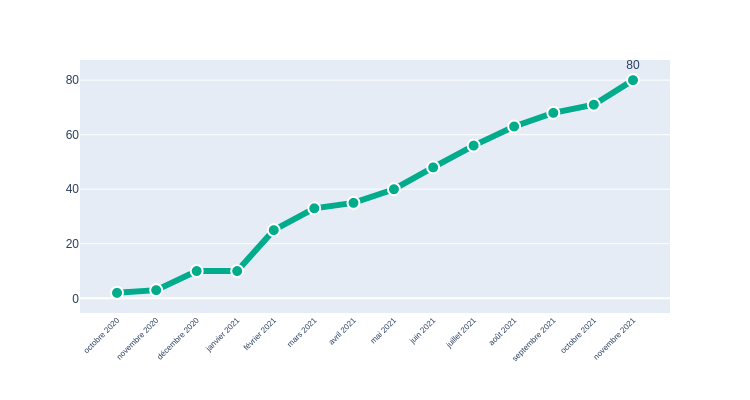 80
80
60
40
20
0
octobre 2020
novembre 2020
décembre 2020
janvier 2021
février 2021
mars 2021
avril 2021
mai 2021
juin 2021
juillet 2021
août 2021
septembre 2021
octobre 2021
novembre 2021